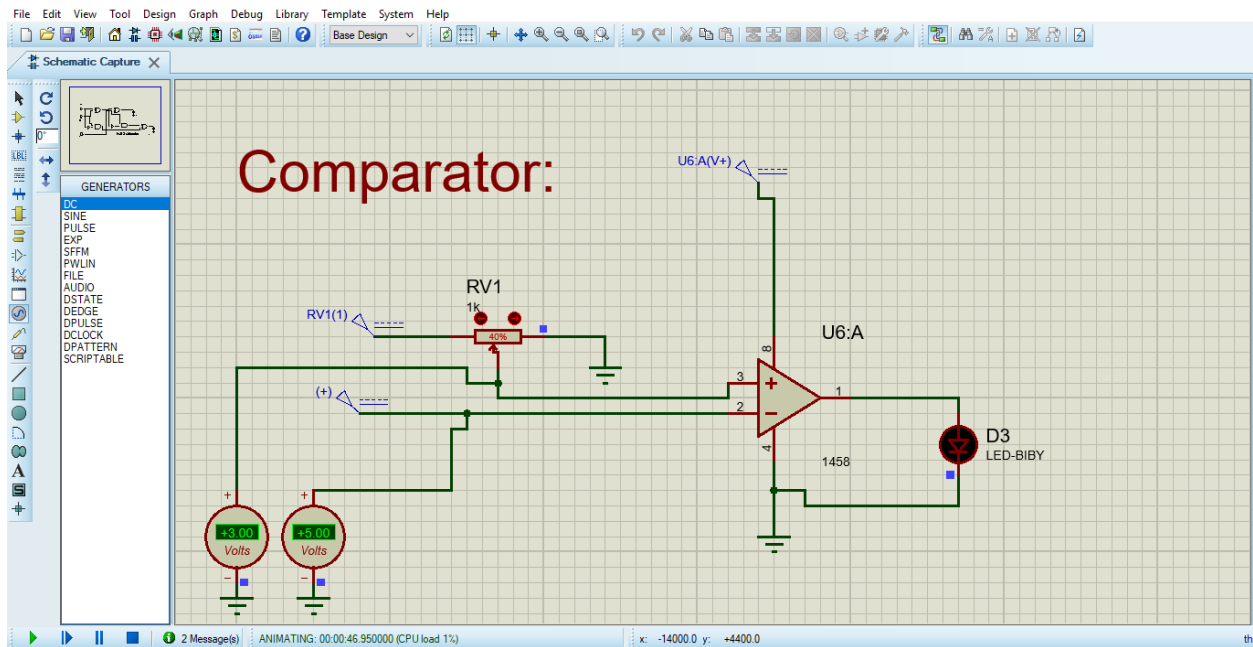 File Edit View Tool Design Graph Debug Library Template System Help
Base Design
Schematic Capture
0°
LBL
GENERATORS
DC
SINE
PULSE
EXP
SFFM
PWLIN
FILE
AUDIO
DSTATE
DEDGE
DPULSE
DCLOCK
DPATTERN
SCRIPTABLE
A
S
Comparator:
U6:A(V+)
RV1
1k
RV1(1)
40%
U6:A
(+)
8
3
+
1
2
−
4
1458
D3
LED-BIBY
+ +
+3.00 +5.00
Volts Volts
− −
2 Message(s) ANIMATING: 00:00:46.950000 (CPU load 1%) x: -14000.0 y: +4400.0 th